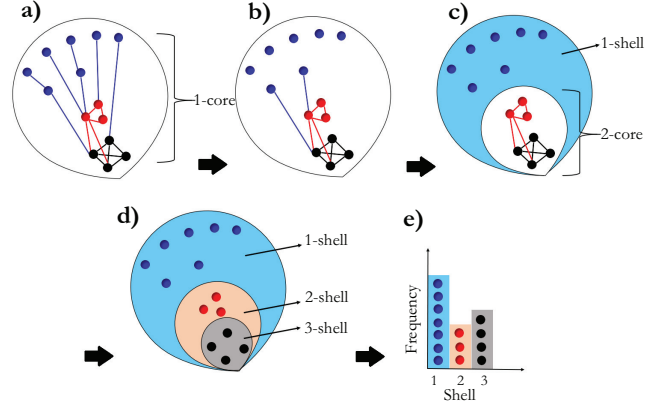 a)
1-core
b)
c)
1-shell
2-core
d)
1-shell
2-shell
3-shell
e)
Frequency
1 2 3
Shell